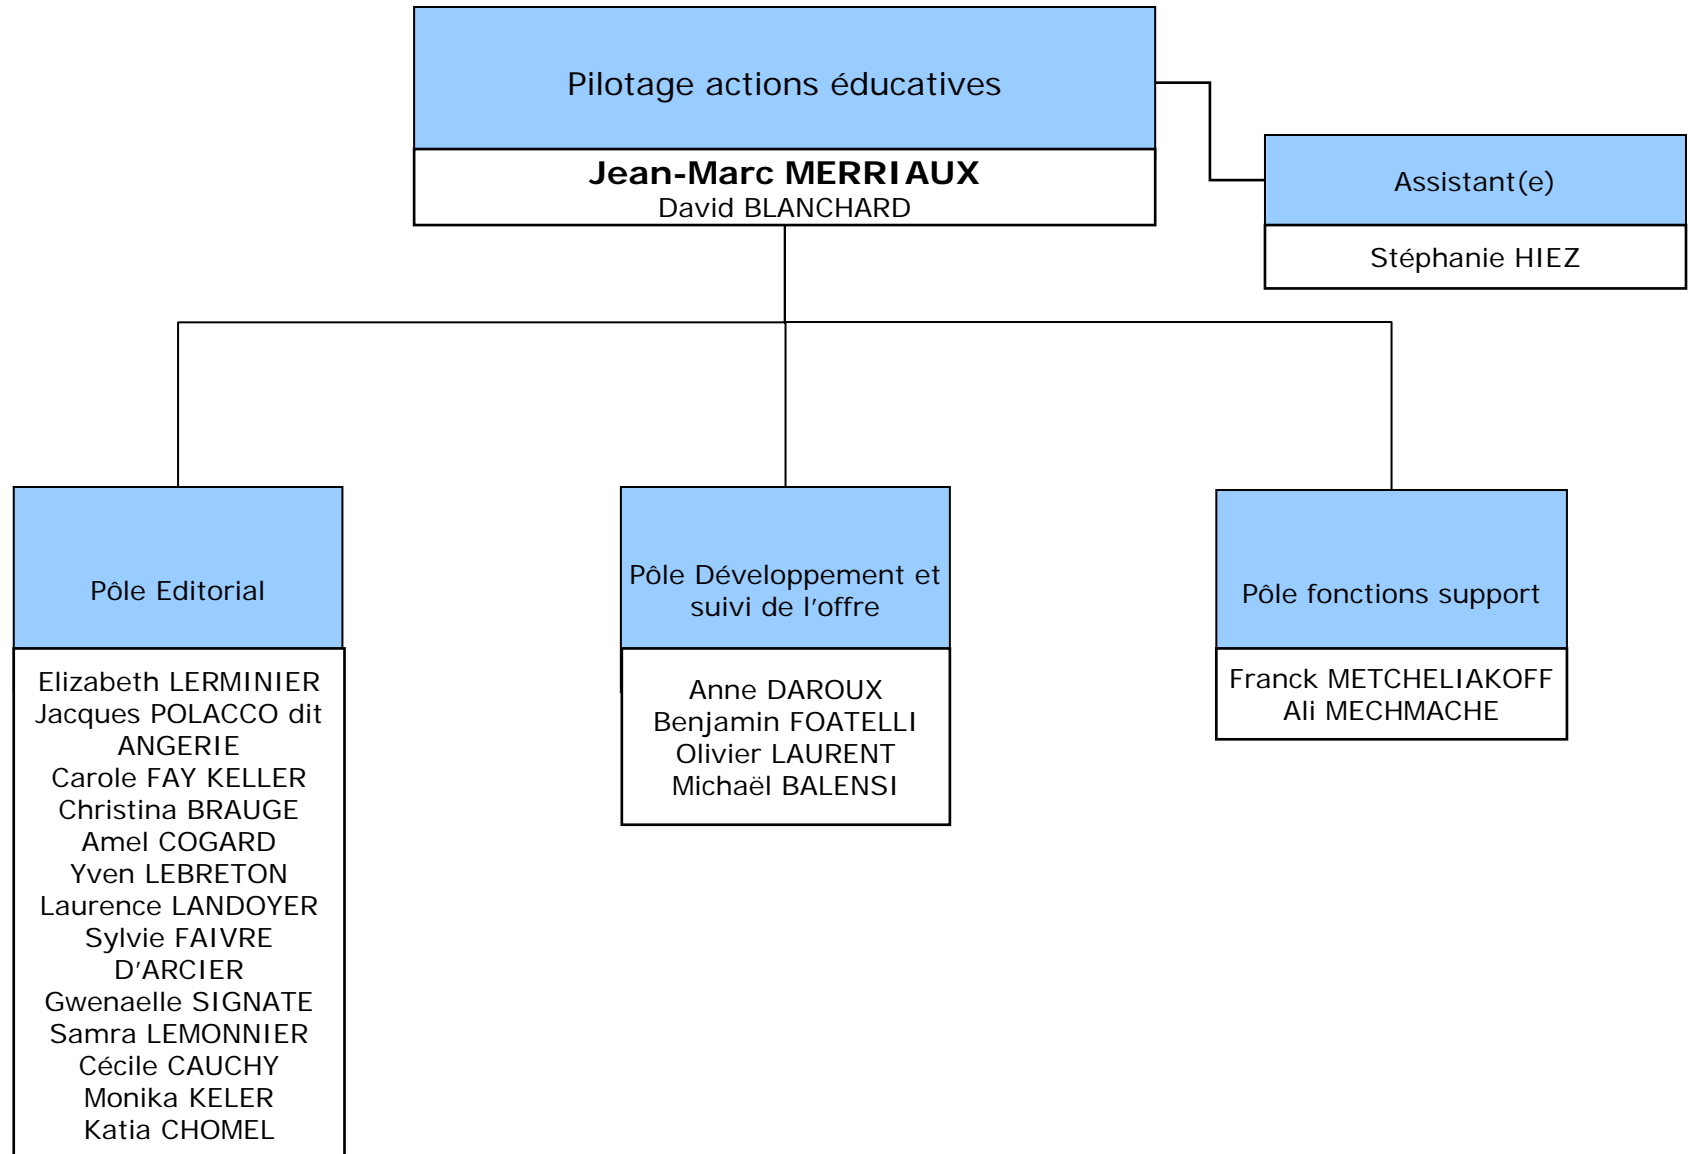 Pilotage actions éducatives
Jean-Marc MERRIAUX
David BLANCHARD
Assistant(e)
Stéphanie HIEZ
Pôle Editorial
Elizabeth LERMINIER
Jacques POLACCO dit
ANGERIE
Carole FAY KELLER
Christina BRAUGE
Amel COGARD
Yven LEBRETON
Laurence LANDOYER
Sylvie FAIVRE
D'ARCIER
Gwenaelle SIGNATE
Samra LEMONNIER
Cécile CAUCHY
Monika KELER
Katia CHOMEL
Pôle Développement et
suivi de l'offre
Anne DAROUX
Benjamin FOATELLI
Olivier LAURENT
Michaël BALENSI
Pôle fonctions support
Franck METCHELIAKOFF
Ali MECHMACHE